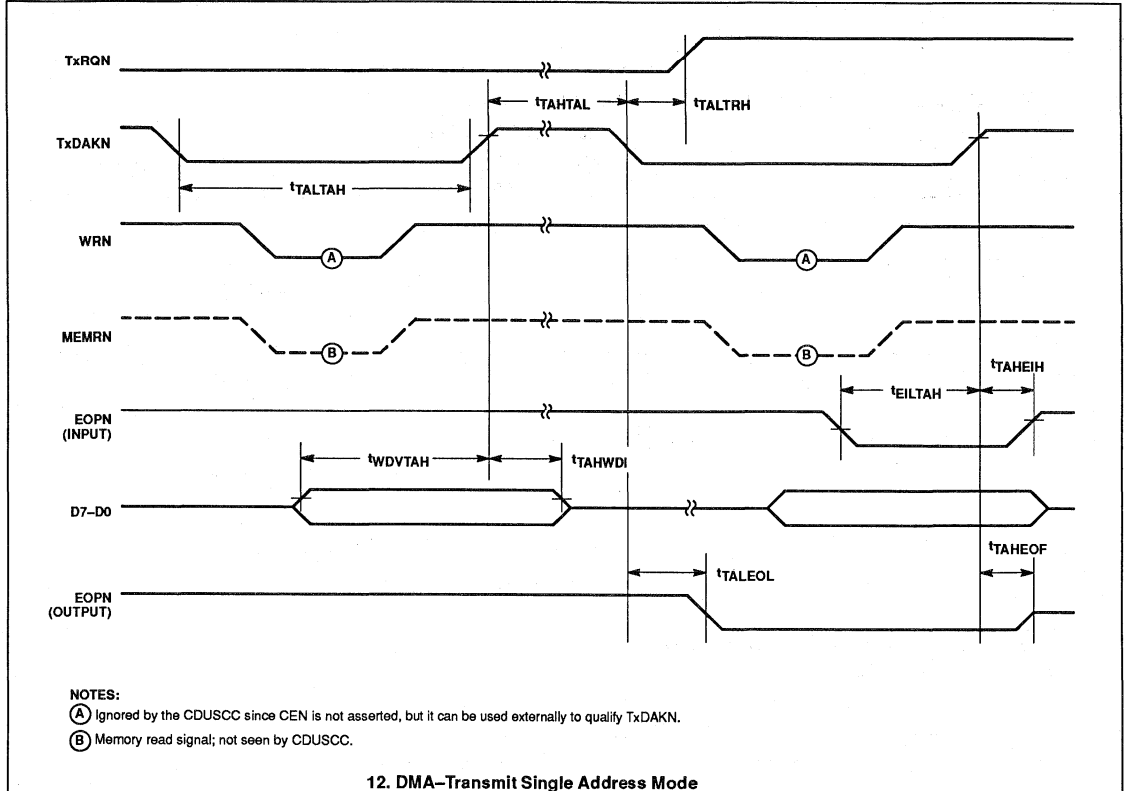 TxRQN
tTAHTAL
tTALTRH
TxDAKN
tTALTAH
WRN
A
A
MEMRN
B
B
tTAHEIH
tEILTAH
EOPN
(INPUT)
tWDVTAH
tTAHWDI
D7–D0
tTAHEOF
tTALEOL
EOPN
(OUTPUT)
NOTES:
A Ignored by the CDUSCC since CEN is not asserted, but it can be used externally to qualify TxDAKN.
B Memory read signal; not seen by CDUSCC.
12. DMA–Transmit Single Address Mode